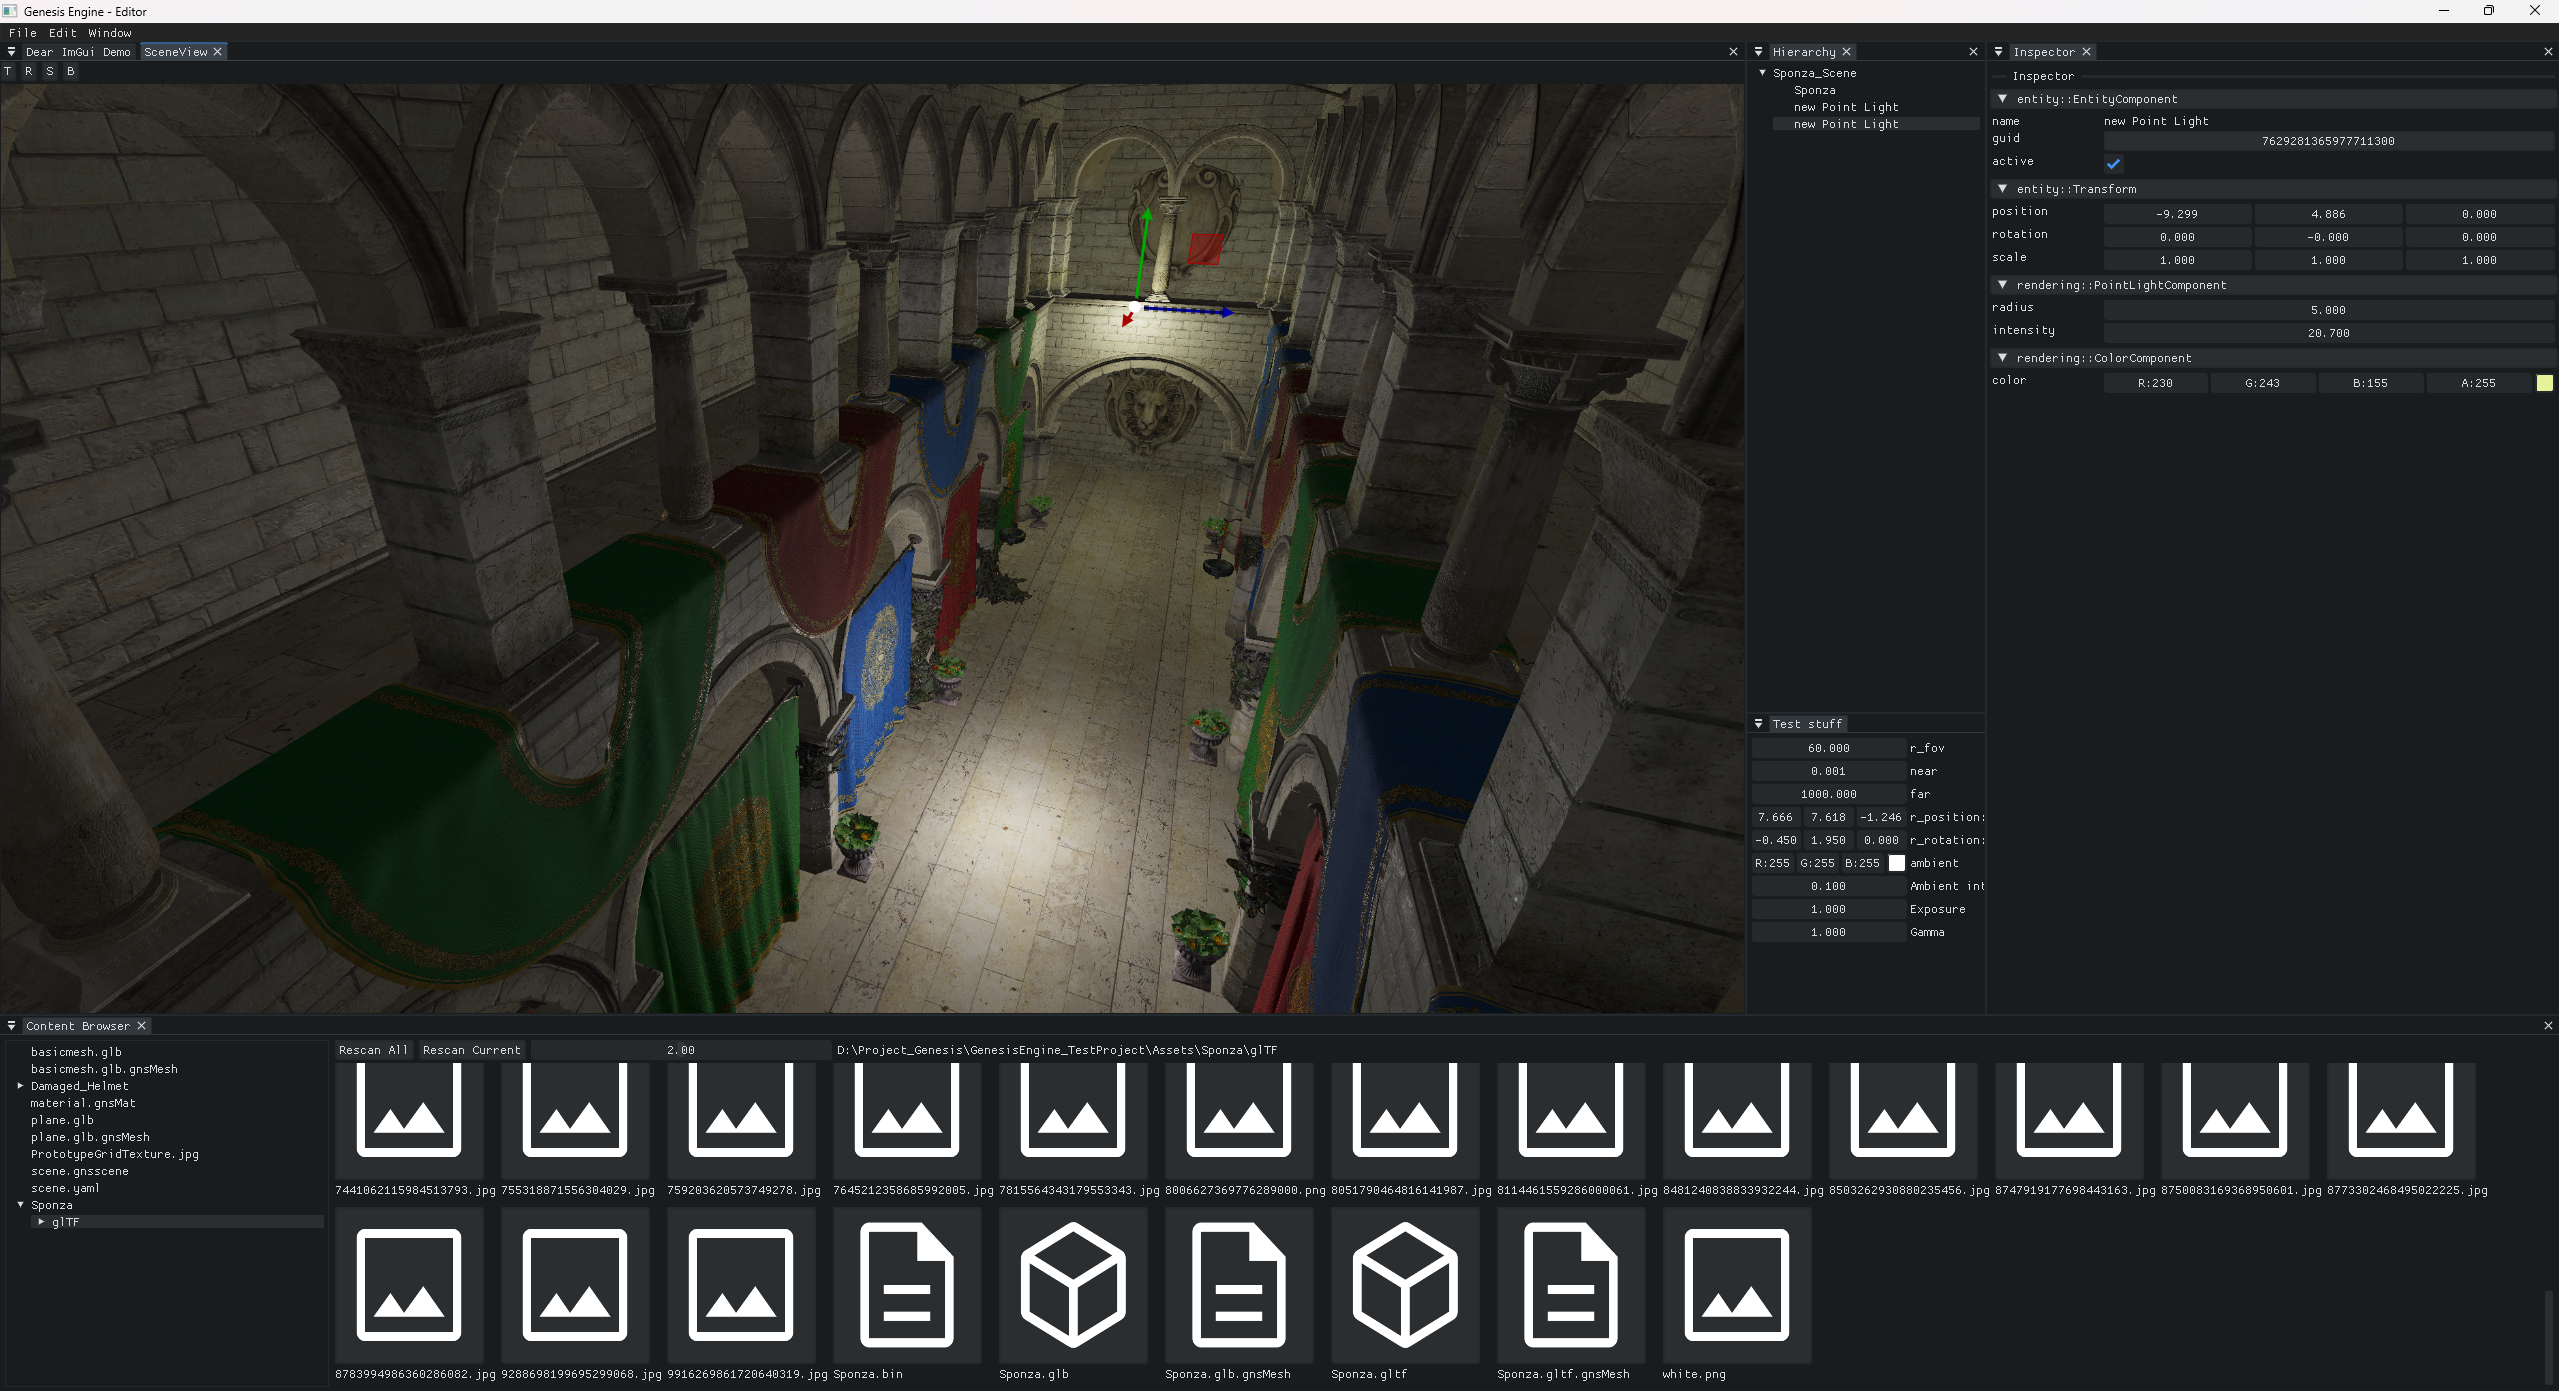 Genesis Engine - Editor
File Edit Window
Dear ImGui Demo SceneView
T R S B
Hierarchy
Sponza_Scene
Sponza
new Point Light
new Point Light
Inspector
Inspector
entity::EntityComponent
name new Point Light
guid 7629281365977711300
active
entity::Transform
position -9.299 4.886 0.000
rotation 0.000 -0.000 0.000
scale 1.000 1.000 1.000
rendering::PointLightComponent
radius 5.000
intensity 20.700
rendering::ColorComponent
color R:230 G:243 B:155 A:255
Test stuff
60.000 r_fov
0.001 near
1000.000 far
7.666 7.618 -1.246 r_position:
-0.450 1.950 0.000 r_rotation:
R:255 G:255 B:255 ambient
0.100 Ambient int
1.000 Exposure
1.000 Gamma
Content Browser
basicmesh.glb
basicmesh.glb.gnsMesh
Damaged_Helmet
material.gnsMat
plane.glb
plane.glb.gnsMesh
PrototypeGridTexture.jpg
scene.gnsscene
scene.yaml
Sponza
glTF
Rescan All Rescan Current 2.00 D:\Project_Genesis\GenesisEngine_TestProject\Assets\Sponza\glTF
7441062115984513793.jpg 755318871556304029.jpg 759203620573749278.jpg 7645212358685992005.jpg 7815564343179553343.jpg 8006627369776289000.png 8051790464816141987.jpg 8114461559286000061.jpg 8481240838833932244.jpg 8503262930880235456.jpg 8747919177698443163.jpg 8750083169368950601.jpg 8773302468495022225.jpg
8783994986360286082.jpg 9288698199695299068.jpg 9916269861720640319.jpg Sponza.bin Sponza.glb Sponza.glb.gnsMesh Sponza.gltf Sponza.gltf.gnsMesh white.png